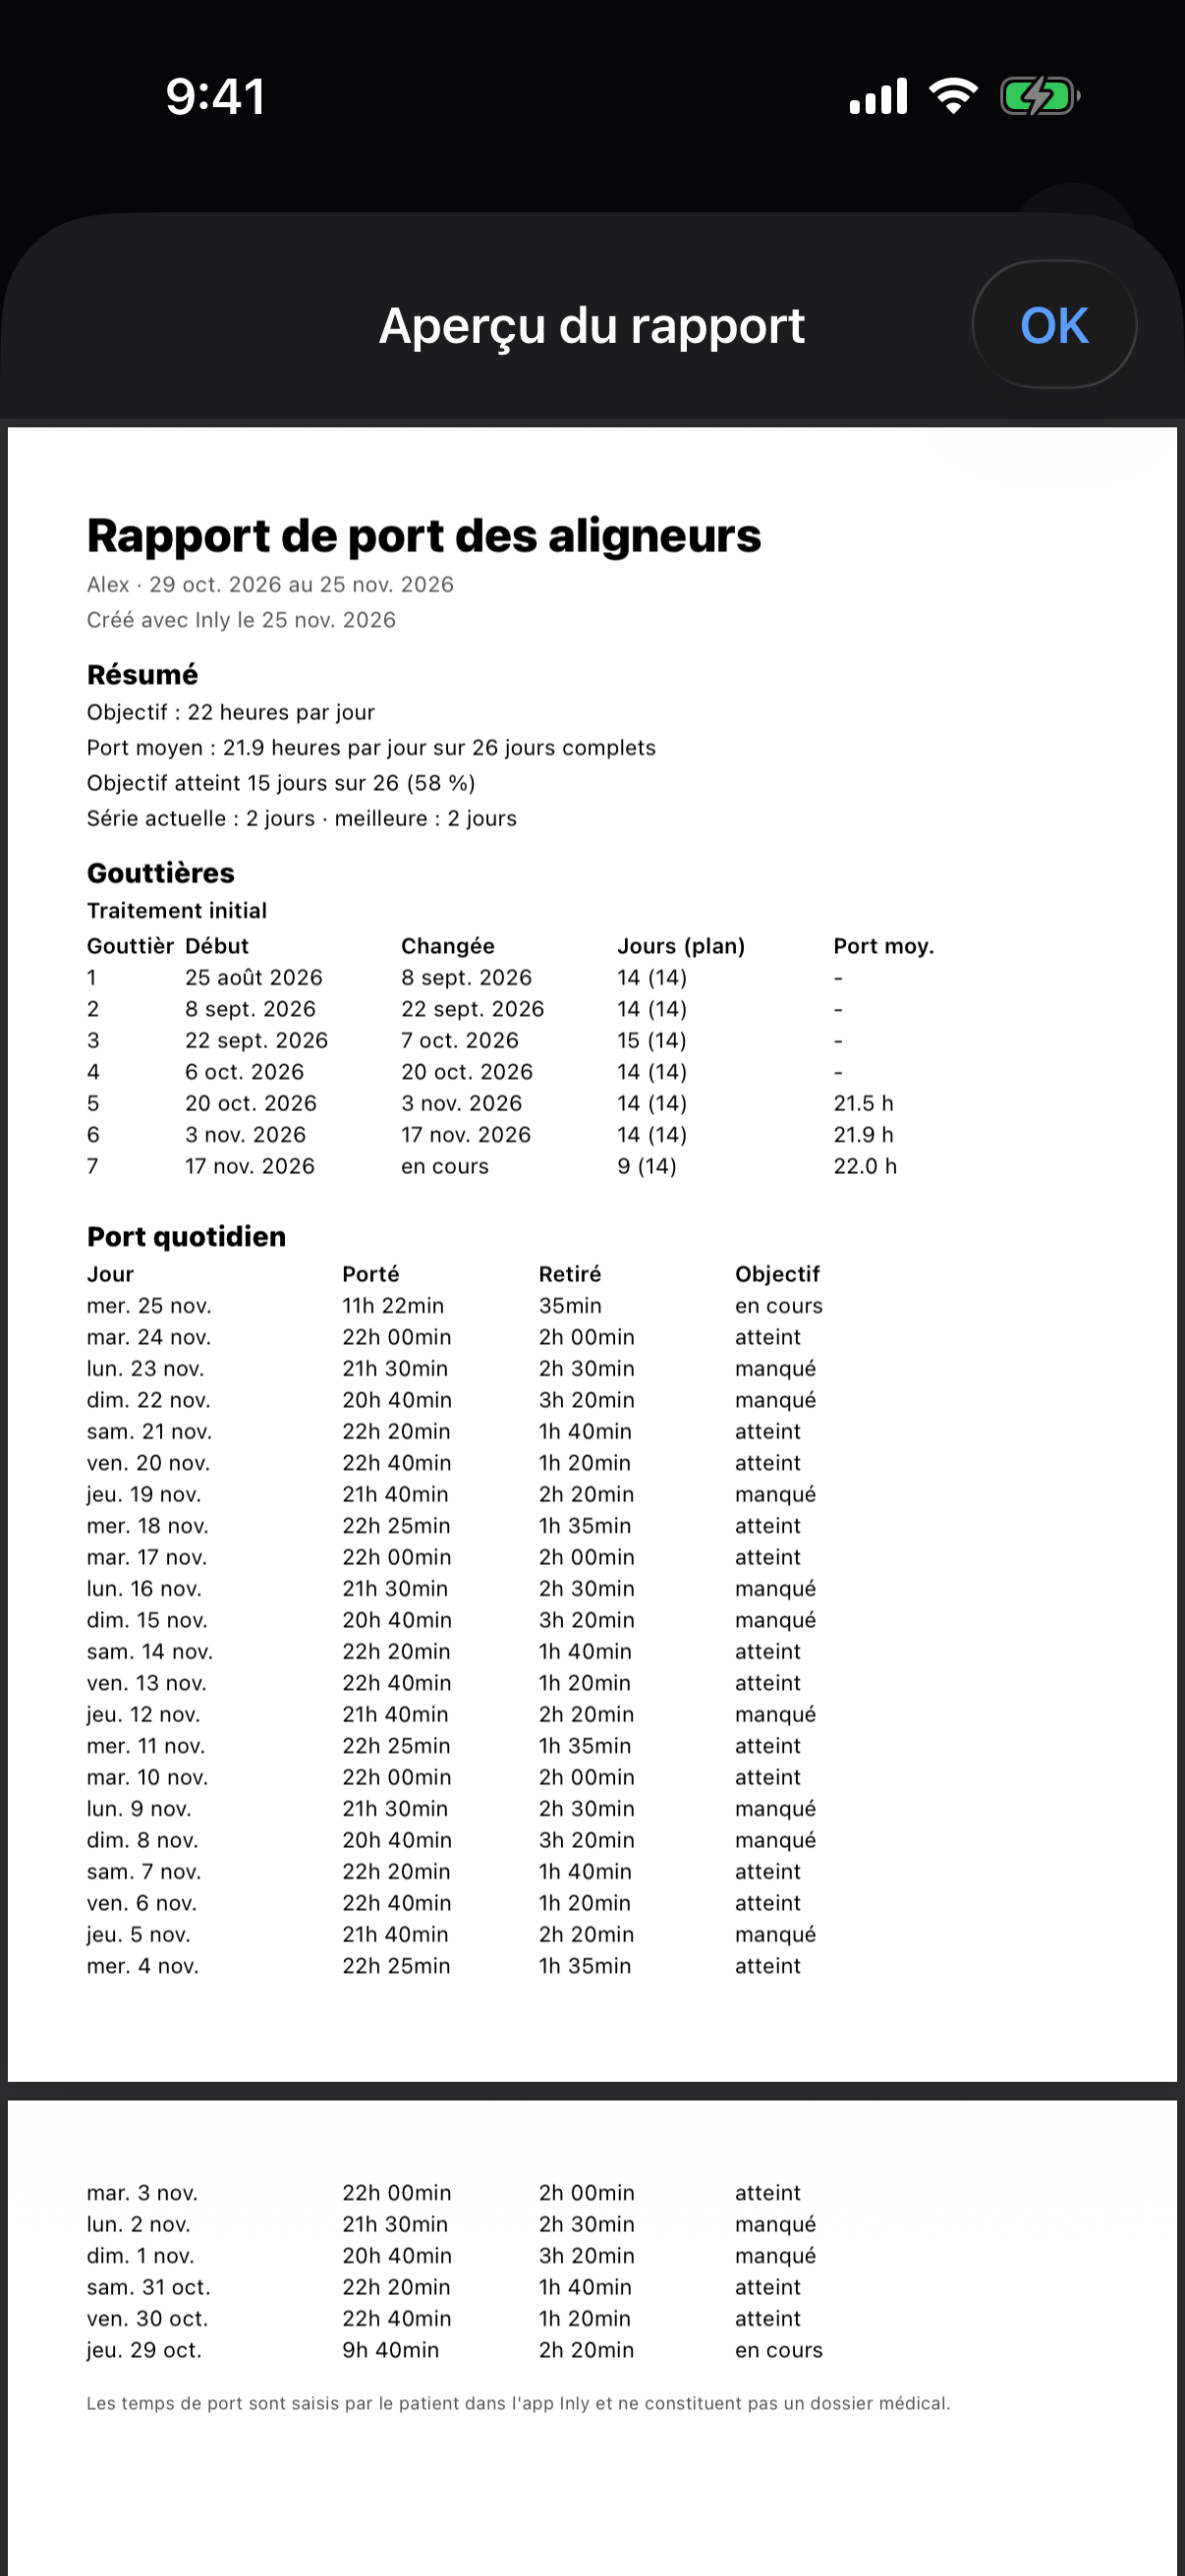 9:41
Aperçu du rapport
OK
Rapport de port des aligneurs
Alex · 29 oct. 2026 au 25 nov. 2026
Créé avec Inly le 25 nov. 2026
Résumé
Objectif : 22 heures par jour
Port moyen : 21.9 heures par jour sur 26 jours complets
Objectif atteint 15 jours sur 26 (58 %)
Série actuelle : 2 jours · meilleure : 2 jours
Gouttières
Traitement initial
Gouttièr Début Changée Jours (plan) Port moy.
1 25 août 2026 8 sept. 2026 14 (14) -
2 8 sept. 2026 22 sept. 2026 14 (14) -
3 22 sept. 2026 7 oct. 2026 15 (14) -
4 6 oct. 2026 20 oct. 2026 14 (14) -
5 20 oct. 2026 3 nov. 2026 14 (14) 21.5 h
6 3 nov. 2026 17 nov. 2026 14 (14) 21.9 h
7 17 nov. 2026 en cours 9 (14) 22.0 h
Port quotidien
Jour Porté Retiré Objectif
mer. 25 nov. 11h 22min 35min en cours
mar. 24 nov. 22h 00min 2h 00min atteint
lun. 23 nov. 21h 30min 2h 30min manqué
dim. 22 nov. 20h 40min 3h 20min manqué
sam. 21 nov. 22h 20min 1h 40min atteint
ven. 20 nov. 22h 40min 1h 20min atteint
jeu. 19 nov. 21h 40min 2h 20min manqué
mer. 18 nov. 22h 25min 1h 35min atteint
mar. 17 nov. 22h 00min 2h 00min atteint
lun. 16 nov. 21h 30min 2h 30min manqué
dim. 15 nov. 20h 40min 3h 20min manqué
sam. 14 nov. 22h 20min 1h 40min atteint
ven. 13 nov. 22h 40min 1h 20min atteint
jeu. 12 nov. 21h 40min 2h 20min manqué
mer. 11 nov. 22h 25min 1h 35min atteint
mar. 10 nov. 22h 00min 2h 00min atteint
lun. 9 nov. 21h 30min 2h 30min manqué
dim. 8 nov. 20h 40min 3h 20min manqué
sam. 7 nov. 22h 20min 1h 40min atteint
ven. 6 nov. 22h 40min 1h 20min atteint
jeu. 5 nov. 21h 40min 2h 20min manqué
mer. 4 nov. 22h 25min 1h 35min atteint
mar. 3 nov. 22h 00min 2h 00min atteint
lun. 2 nov. 21h 30min 2h 30min manqué
dim. 1 nov. 20h 40min 3h 20min manqué
sam. 31 oct. 22h 20min 1h 40min atteint
ven. 30 oct. 22h 40min 1h 20min atteint
jeu. 29 oct. 9h 40min 2h 20min en cours
Les temps de port sont saisis par le patient dans l'app Inly et ne constituent pas un dossier médical.